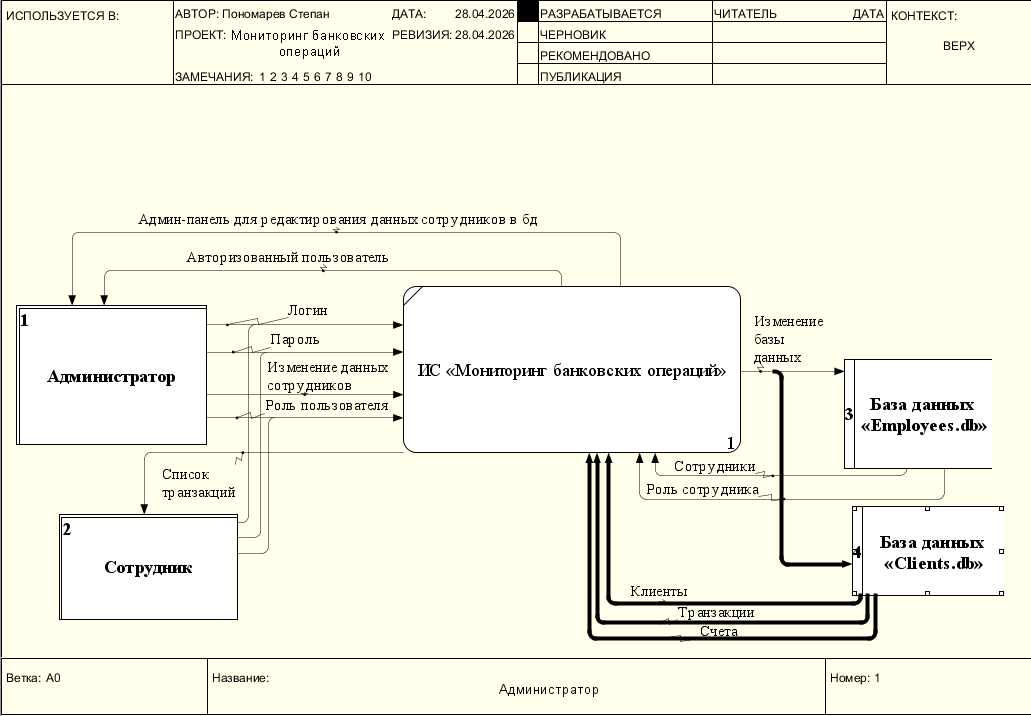 ИСПОЛЬЗУЕТСЯ В:
АВТОР: Пономарев Степан
ДАТА: 28.04.2026
ПРОЕКТ: Мониторинг банковских
операций
РЕВИЗИЯ: 28.04.2026
ЗАМЕЧАНИЯ: 1 2 3 4 5 6 7 8 9 10
РАЗРАБАТЫВАЕТСЯ
ЧЕРНОВИК
РЕКОМЕНДОВАНО
ПУБЛИКАЦИЯ
ЧИТАТЕЛЬ
ДАТА
КОНТЕКСТ:
ВЕРХ
Админ-панель для редактирования данных сотрудников в бд
Авторизованный пользователь
1
Администратор
Логин
Пароль
Изменение данных
сотрудников
Роль пользователя
ИС «Мониторинг банковских операций»
1
Изменение
базы
данных
3
База данных
«Employees.db»
Список
транзакций
Сотрудники
Роль сотрудника
2
Сотрудник
4
База данных
«Clients.db»
Клиенты
Транзакции
Счета
Ветка: A0
Название:
Администратор
Номер: 1